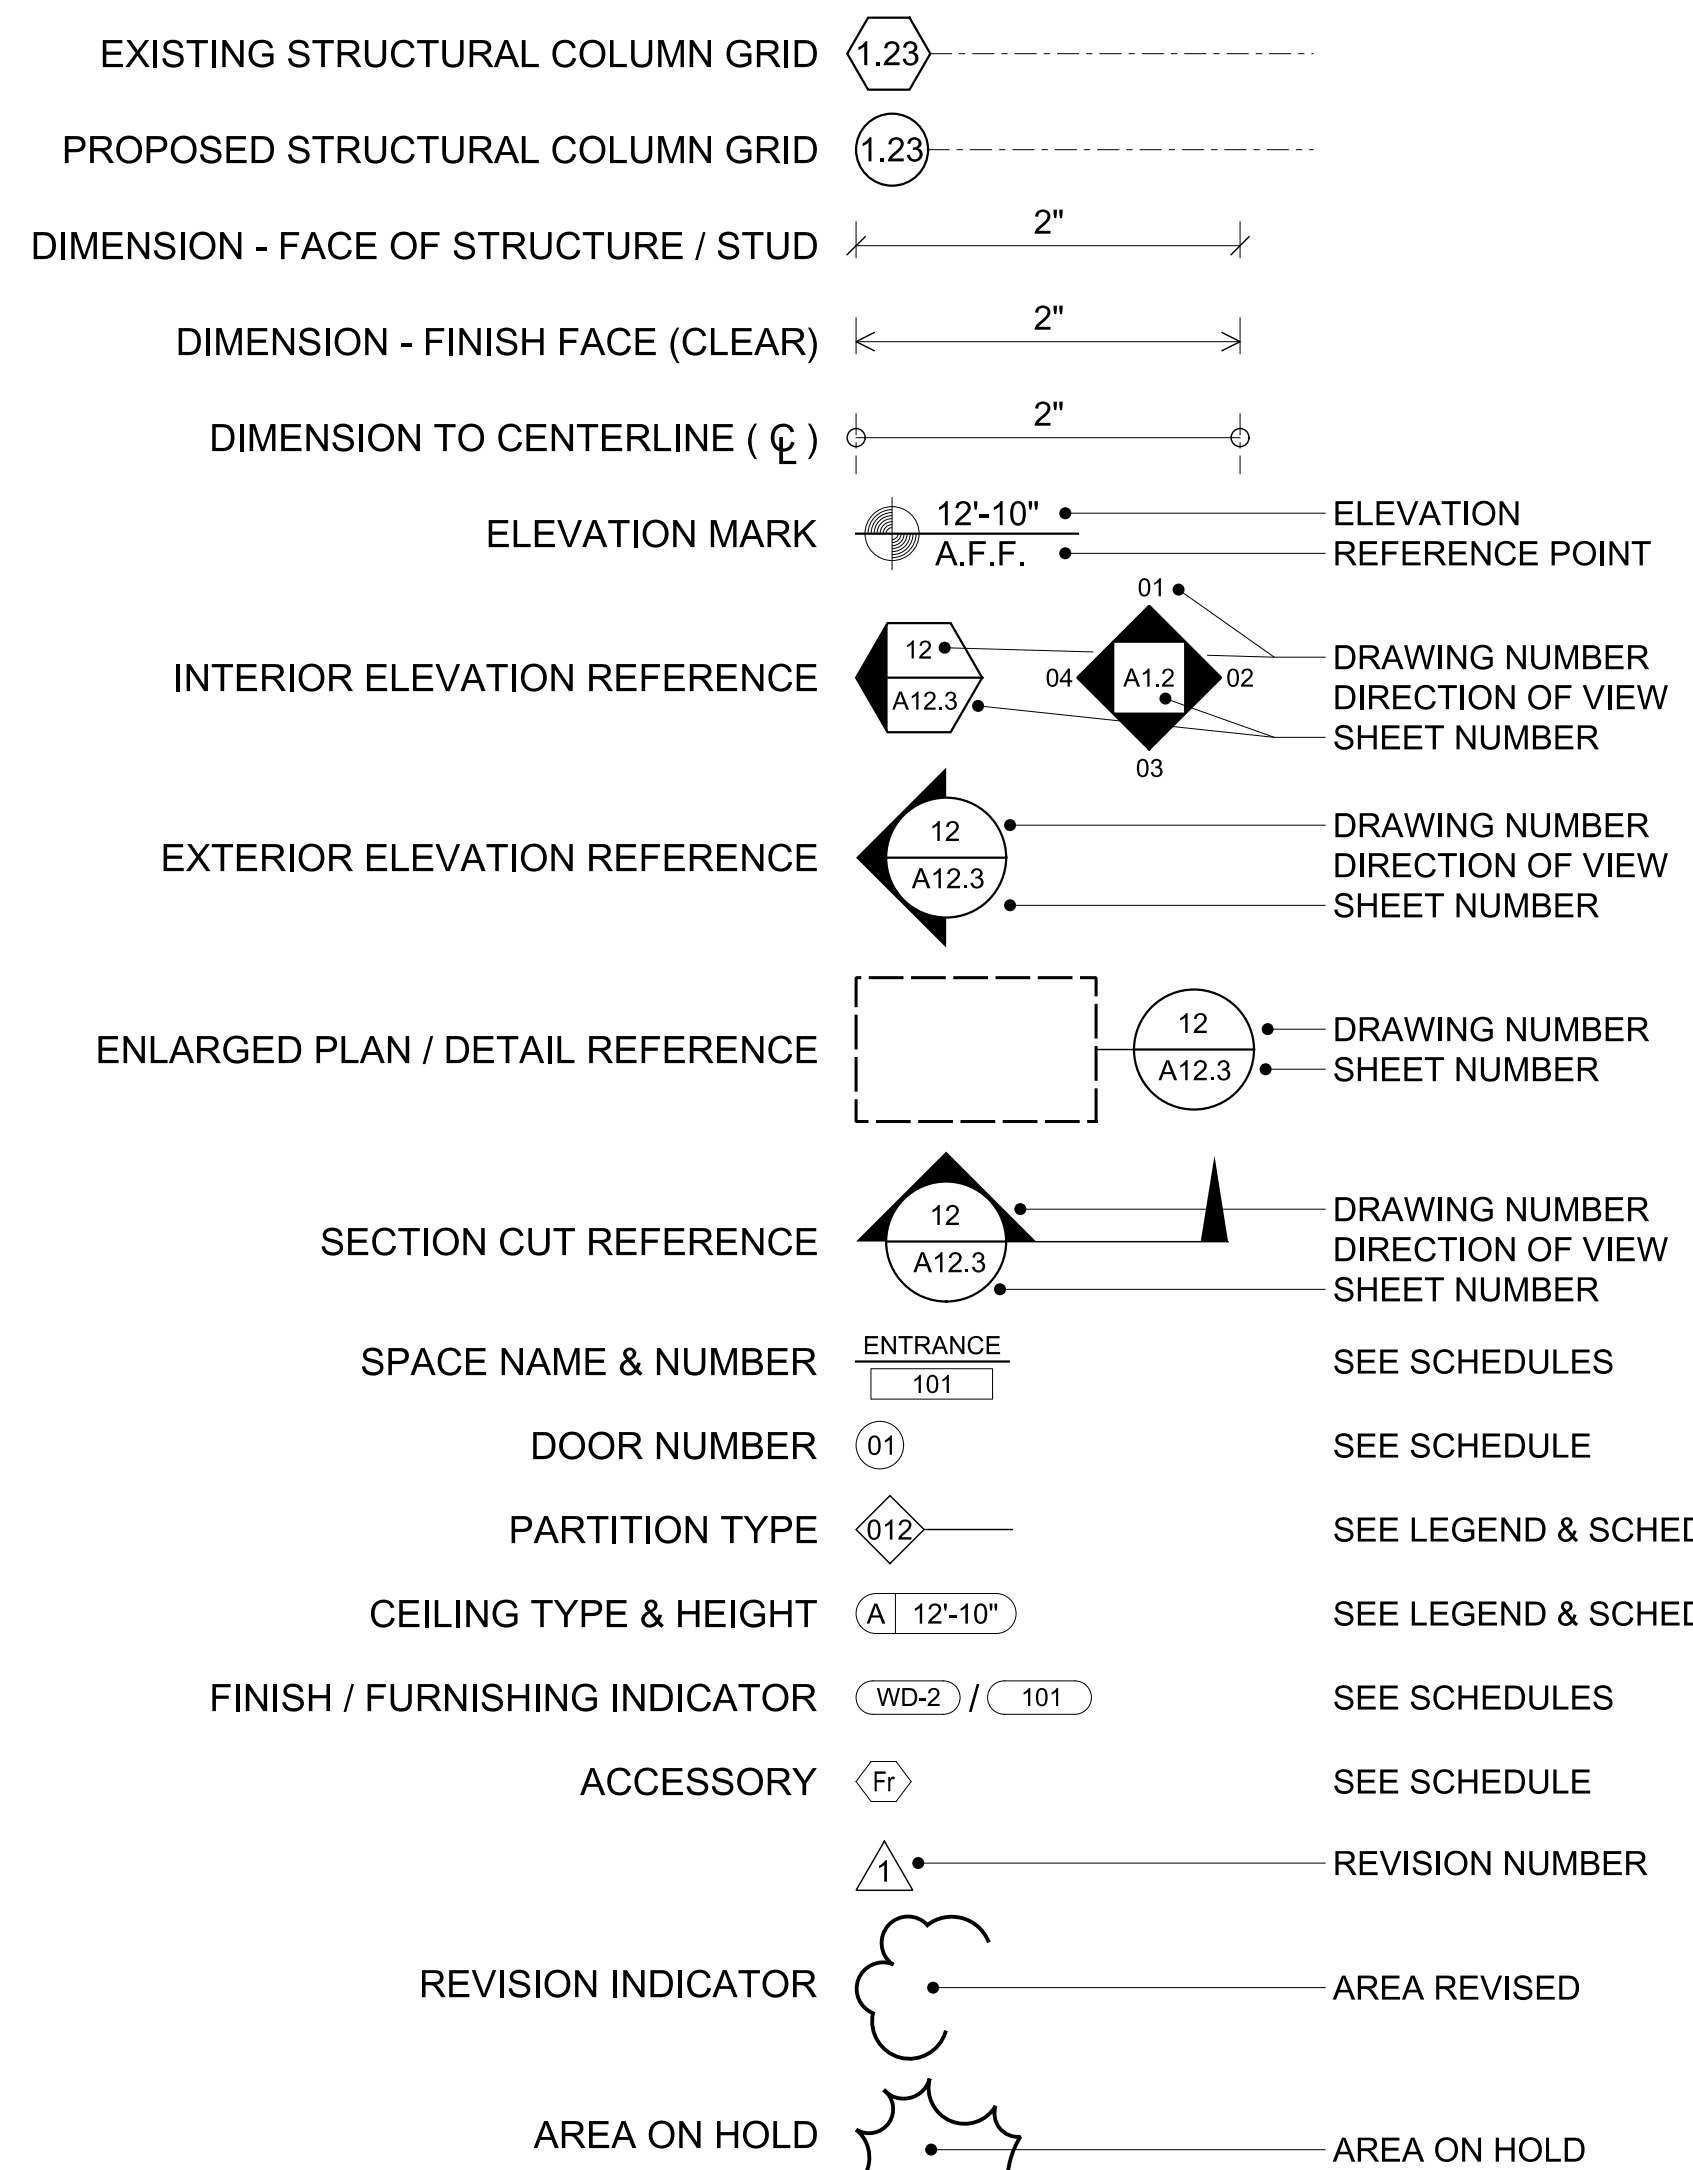 EXISTING STRUCTURAL COLUMN GRID 1.23
PROPOSED STRUCTURAL COLUMN GRID 1.23
DIMENSION - FACE OF STRUCTURE / STUD 2"
DIMENSION - FINISH FACE (CLEAR) 2"
DIMENSION TO CENTERLINE ( ℄ ) 2"
ELEVATION MARK 12'-10" ELEVATION
A.F.F. REFERENCE POINT
01
INTERIOR ELEVATION REFERENCE 12 04 A1.2 02 DRAWING NUMBER
DIRECTION OF VIEW
A12.3 SHEET NUMBER
03
EXTERIOR ELEVATION REFERENCE 12 DRAWING NUMBER
DIRECTION OF VIEW
A12.3 SHEET NUMBER
ENLARGED PLAN / DETAIL REFERENCE 12 DRAWING NUMBER
A12.3 SHEET NUMBER
SECTION CUT REFERENCE 12 DRAWING NUMBER
DIRECTION OF VIEW
A12.3 SHEET NUMBER
SPACE NAME & NUMBER ENTRANCE SEE SCHEDULES
101
DOOR NUMBER 01 SEE SCHEDULE
PARTITION TYPE 012 SEE LEGEND & SCHED
CEILING TYPE & HEIGHT A 12'-10" SEE LEGEND & SCHED
FINISH / FURNISHING INDICATOR WD-2 / 101 SEE SCHEDULES
ACCESSORY Fr SEE SCHEDULE
1 REVISION NUMBER
REVISION INDICATOR AREA REVISED
AREA ON HOLD AREA ON HOLD